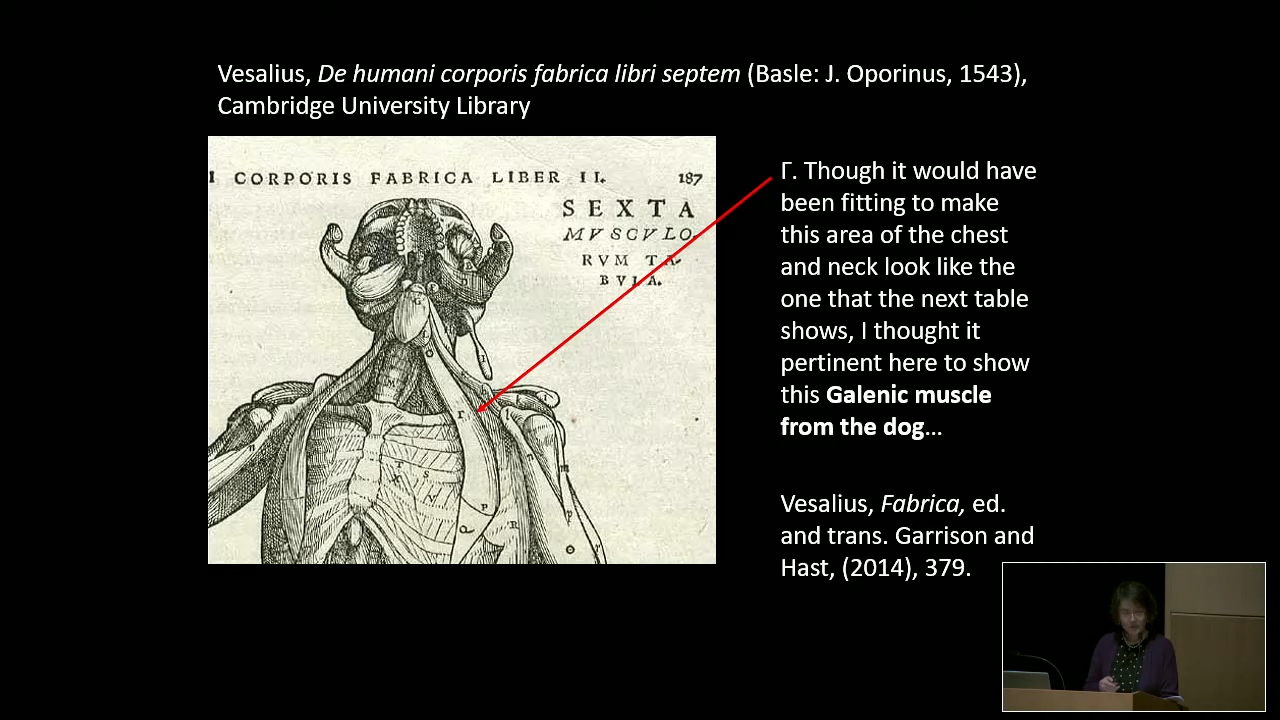 Vesalius, De humani corporis fabrica libri septem (Basle: J. Oporinus, 1543),
Cambridge University Library
I CORPORIS FABRICA LIBER II. 187
SEXTA
MVSCVLO-
RVM TA-
BVLA.
Γ. Though it would have
been fitting to make
this area of the chest
and neck look like the
one that the next table
shows, I thought it
pertinent here to show
this Galenic muscle
from the dog…
Vesalius, Fabrica, ed.
and trans. Garrison and
Hast, (2014), 379.